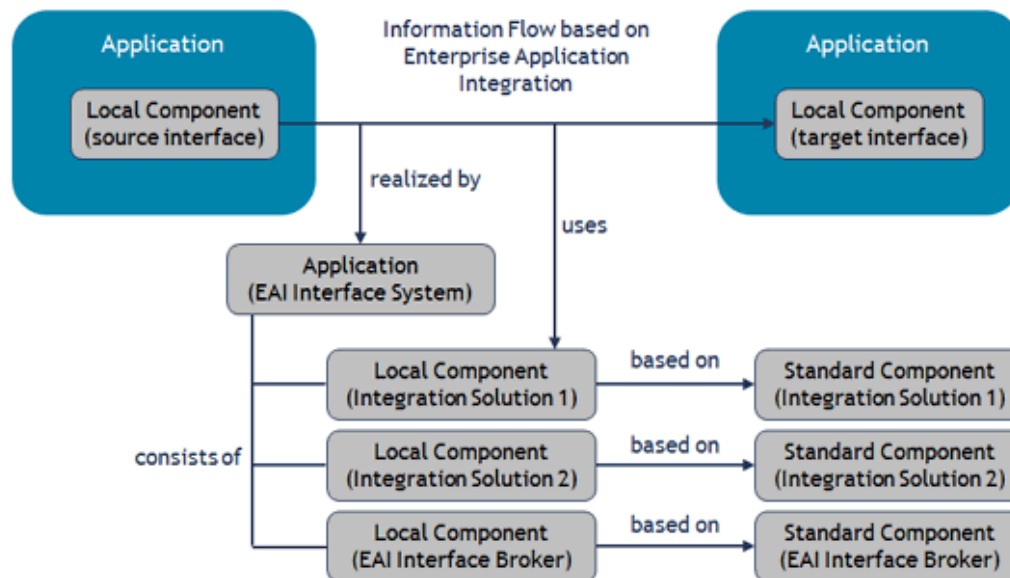 Application
Information Flow based on
Enterprise Application
Integration
Application
Local Component
(source interface)
Local Component
(target interface)
realized by
uses
Application
(EAI Interface System)
Local Component
(Integration Solution 1)
based on
Standard Component
(Integration Solution 1)
consists of
Local Component
(Integration Solution 2)
based on
Standard Component
(Integration Solution 2)
Local Component
(EAI Interface Broker)
based on
Standard Component
(EAI Interface Broker)